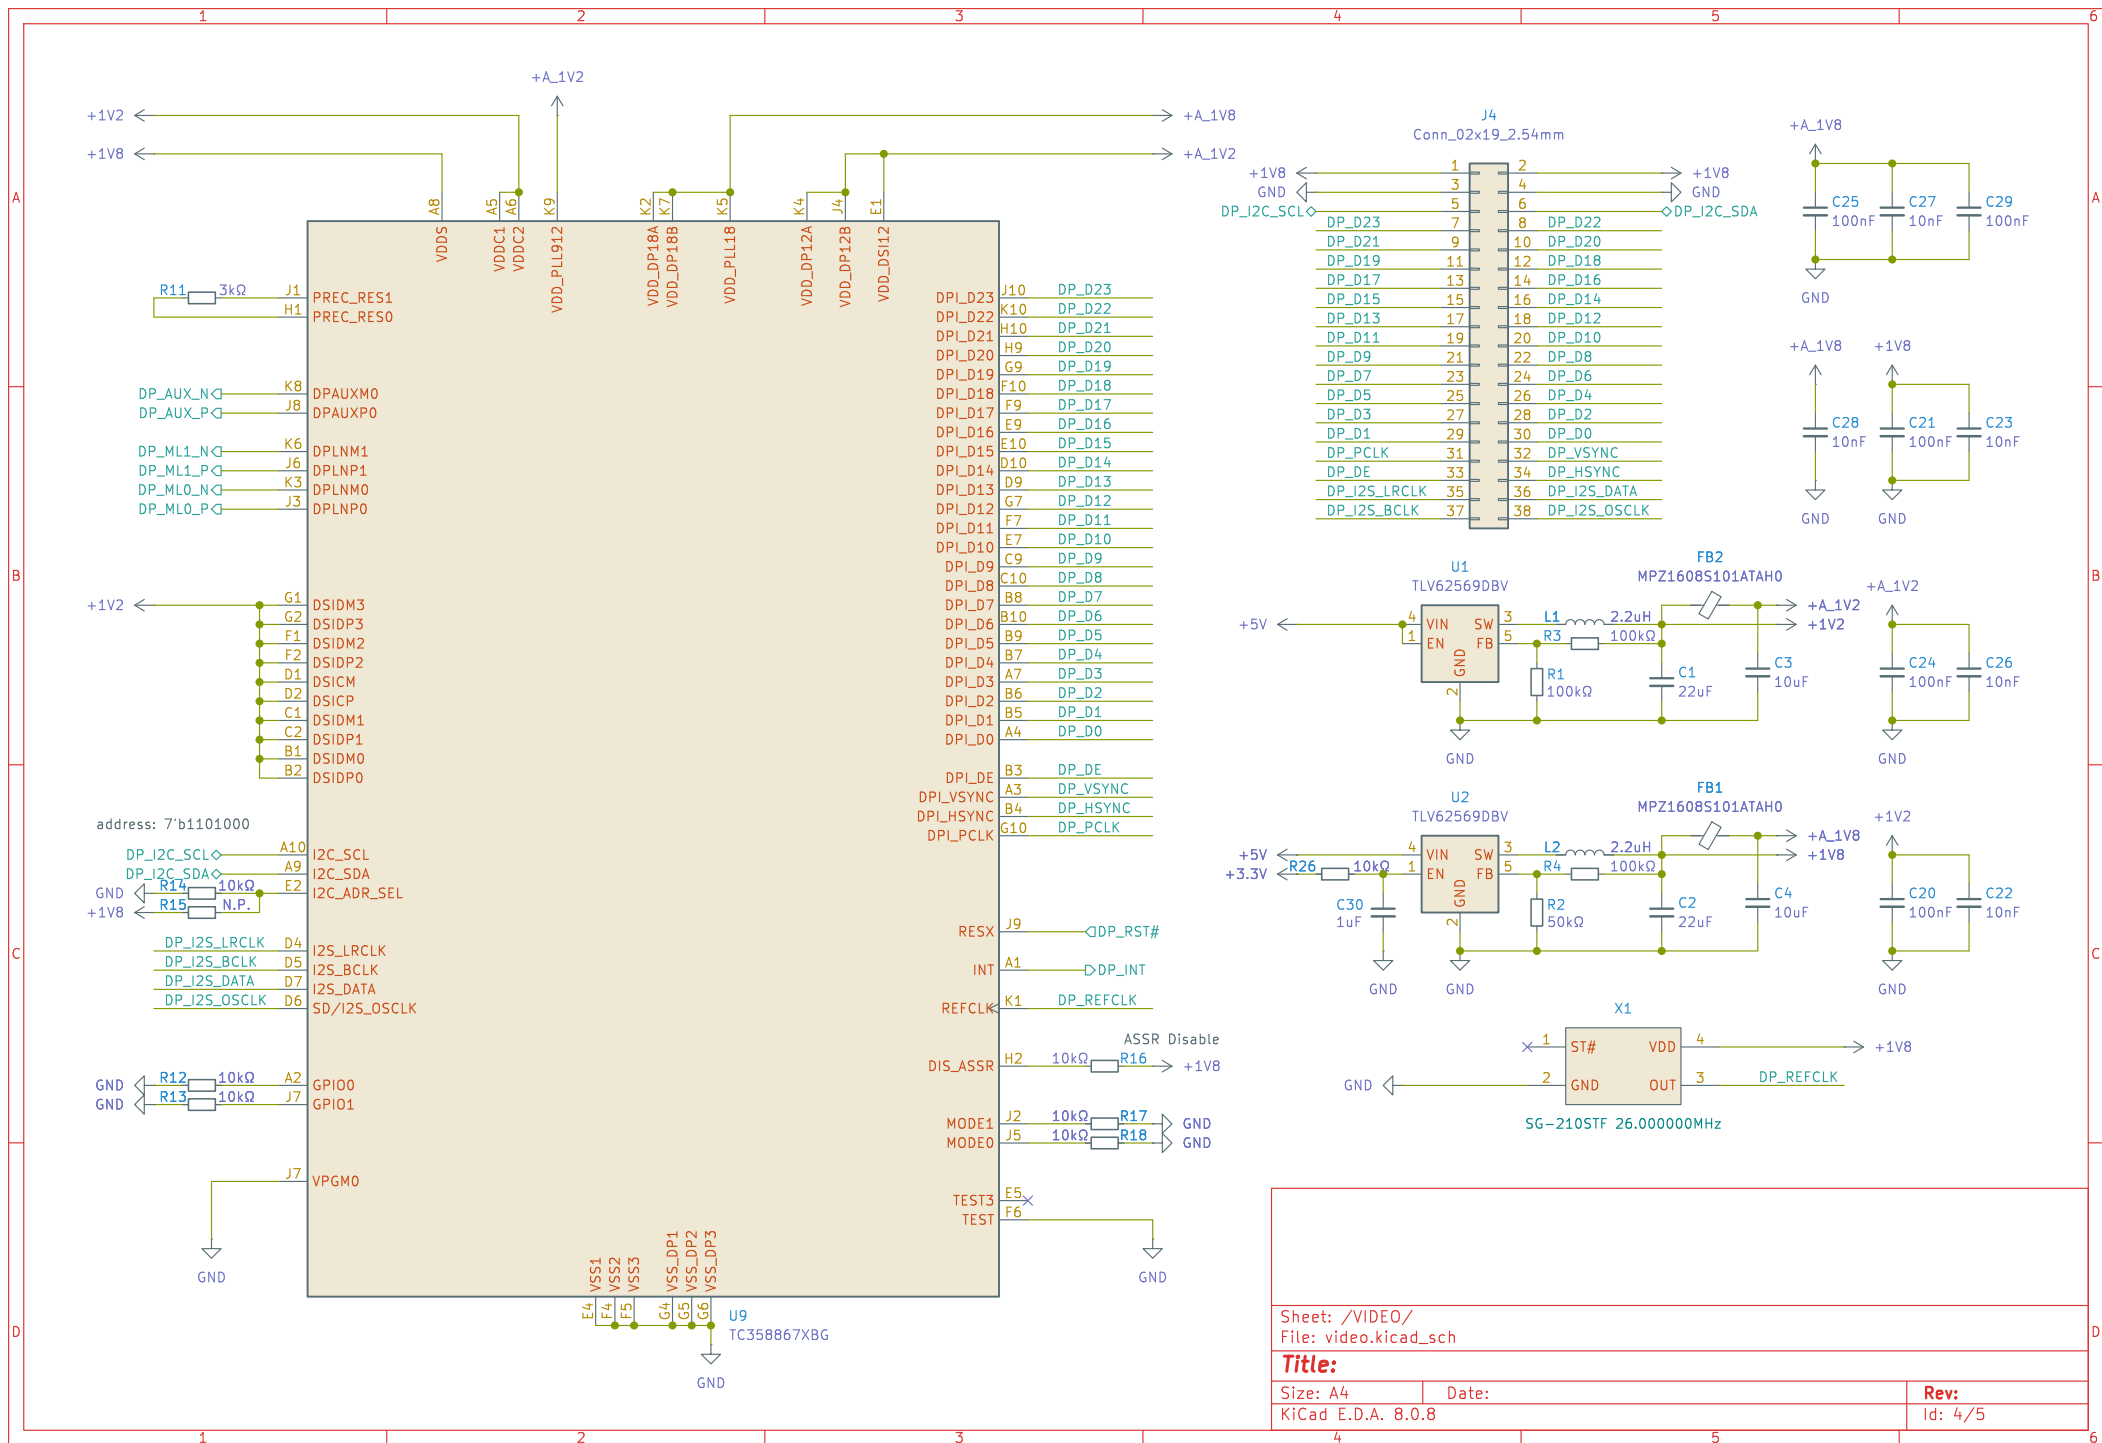 1 2 3 4 5 6
A
B
C
D
+1V2
+1V8
+A_1V2
+A_1V8
+A_1V2
A8 A5 A6 K9 K2 K7 K5 K4 J4 E1
VDDS VDDC1 VDDC2 VDD_PLL912 VDD_DP18A VDD_DP18B VDD_PLL18 VDD_DP12A VDD_DP12B VDD_DSI12
R11 3kΩ J1 PREC_RES1
H1 PREC_RES0
DP_AUX_N K8 DPAUXM0
DP_AUX_P J8 DPAUXP0
DP_ML1_N K6 DPLNM1
DP_ML1_P J6 DPLNP1
DP_ML0_N K3 DPLNM0
DP_ML0_P J3 DPLNP0
+1V2 G1 DSIDM3
G2 DSIDP3
F1 DSIDM2
F2 DSIDP2
D1 DSICM
D2 DSICP
C1 DSIDM1
C2 DSIDP1
B1 DSIDM0
B2 DSIDP0
address: 7'b1101000
DP_I2C_SCL A10 I2C_SCL
DP_I2C_SDA A9 I2C_SDA
GND R14 10kΩ E2 I2C_ADR_SEL
+1V8 R15 N.P.
DP_I2S_LRCLK D4 I2S_LRCLK
DP_I2S_BCLK D5 I2S_BCLK
DP_I2S_DATA D7 I2S_DATA
DP_I2S_OSCLK D6 SD/I2S_OSCLK
GND R12 10kΩ A2 GPIO0
GND R13 10kΩ J7 GPIO1
J7 VPGM0
GND
DPI_D23 J10 DP_D23
DPI_D22 K10 DP_D22
DPI_D21 H10 DP_D21
DPI_D20 H9 DP_D20
DPI_D19 G9 DP_D19
DPI_D18 F10 DP_D18
DPI_D17 F9 DP_D17
DPI_D16 E9 DP_D16
DPI_D15 E10 DP_D15
DPI_D14 D10 DP_D14
DPI_D13 D9 DP_D13
DPI_D12 G7 DP_D12
DPI_D11 F7 DP_D11
DPI_D10 E7 DP_D10
DPI_D9 C9 DP_D9
DPI_D8 C10 DP_D8
DPI_D7 B8 DP_D7
DPI_D6 B10 DP_D6
DPI_D5 B9 DP_D5
DPI_D4 B7 DP_D4
DPI_D3 A7 DP_D3
DPI_D2 B6 DP_D2
DPI_D1 B5 DP_D1
DPI_D0 A4 DP_D0
DPI_DE B3 DP_DE
DPI_VSYNC A3 DP_VSYNC
DPI_HSYNC B4 DP_HSYNC
DPI_PCLK G10 DP_PCLK
RESX J9 DP_RST#
INT A1 DP_INT
REFCLK K1 DP_REFCLK
ASSR Disable
DIS_ASSR H2 10kΩ R16 +1V8
MODE1 J2 10kΩ R17 GND
MODE0 J5 10kΩ R18 GND
TEST3 E5
TEST F6
GND
VSS1 VSS2 VSS3 VSS_DP1 VSS_DP2 VSS_DP3
E4 F4 F5 G4 G5 G6
U9
TC358867XBG
GND
J4
Conn_02x19_2.54mm
+1V8 1 2 +1V8
GND 3 4 GND
DP_I2C_SCL 5 6 DP_I2C_SDA
DP_D23 7 8 DP_D22
DP_D21 9 10 DP_D20
DP_D19 11 12 DP_D18
DP_D17 13 14 DP_D16
DP_D15 15 16 DP_D14
DP_D13 17 18 DP_D12
DP_D11 19 20 DP_D10
DP_D9 21 22 DP_D8
DP_D7 23 24 DP_D6
DP_D5 25 26 DP_D4
DP_D3 27 28 DP_D2
DP_D1 29 30 DP_D0
DP_PCLK 31 32 DP_VSYNC
DP_DE 33 34 DP_HSYNC
DP_I2S_LRCLK 35 36 DP_I2S_DATA
DP_I2S_BCLK 37 38 DP_I2S_OSCLK
+A_1V8
C25 C27 C29
100nF 10nF 100nF
GND
+A_1V8 +1V8
C28 C21 C23
10nF 100nF 10nF
GND GND
U1
TLV62569DBV
FB2
MPZ1608S101ATAH0
+A_1V2
+5V 4 VIN SW 3 L1 2.2uH +1V2
1 EN FB 5 R3 100kΩ
GND
2
R1
100kΩ
C1
22uF
C3
10uF
GND
+A_1V2
C24 C26
100nF 10nF
GND
U2
TLV62569DBV
FB1
MPZ1608S101ATAH0
+A_1V8
+5V 4 VIN SW 3 L2 2.2uH +1V8
+3.3V R26 10kΩ 1 EN FB 5 R4 100kΩ
GND
2
C30
1uF
R2
50kΩ
C2
22uF
C4
10uF
GND GND
+1V2
C20 C22
100nF 10nF
GND
X1
1 ST# VDD 4 +1V8
GND 2 GND OUT 3 DP_REFCLK
SG-210STF 26.000000MHz
Sheet: /VIDEO/
File: video.kicad_sch
Title:
Size: A4 Date: Rev:
KiCad E.D.A. 8.0.8 Id: 4/5
A
B
C
D
1 2 3 4 5 6